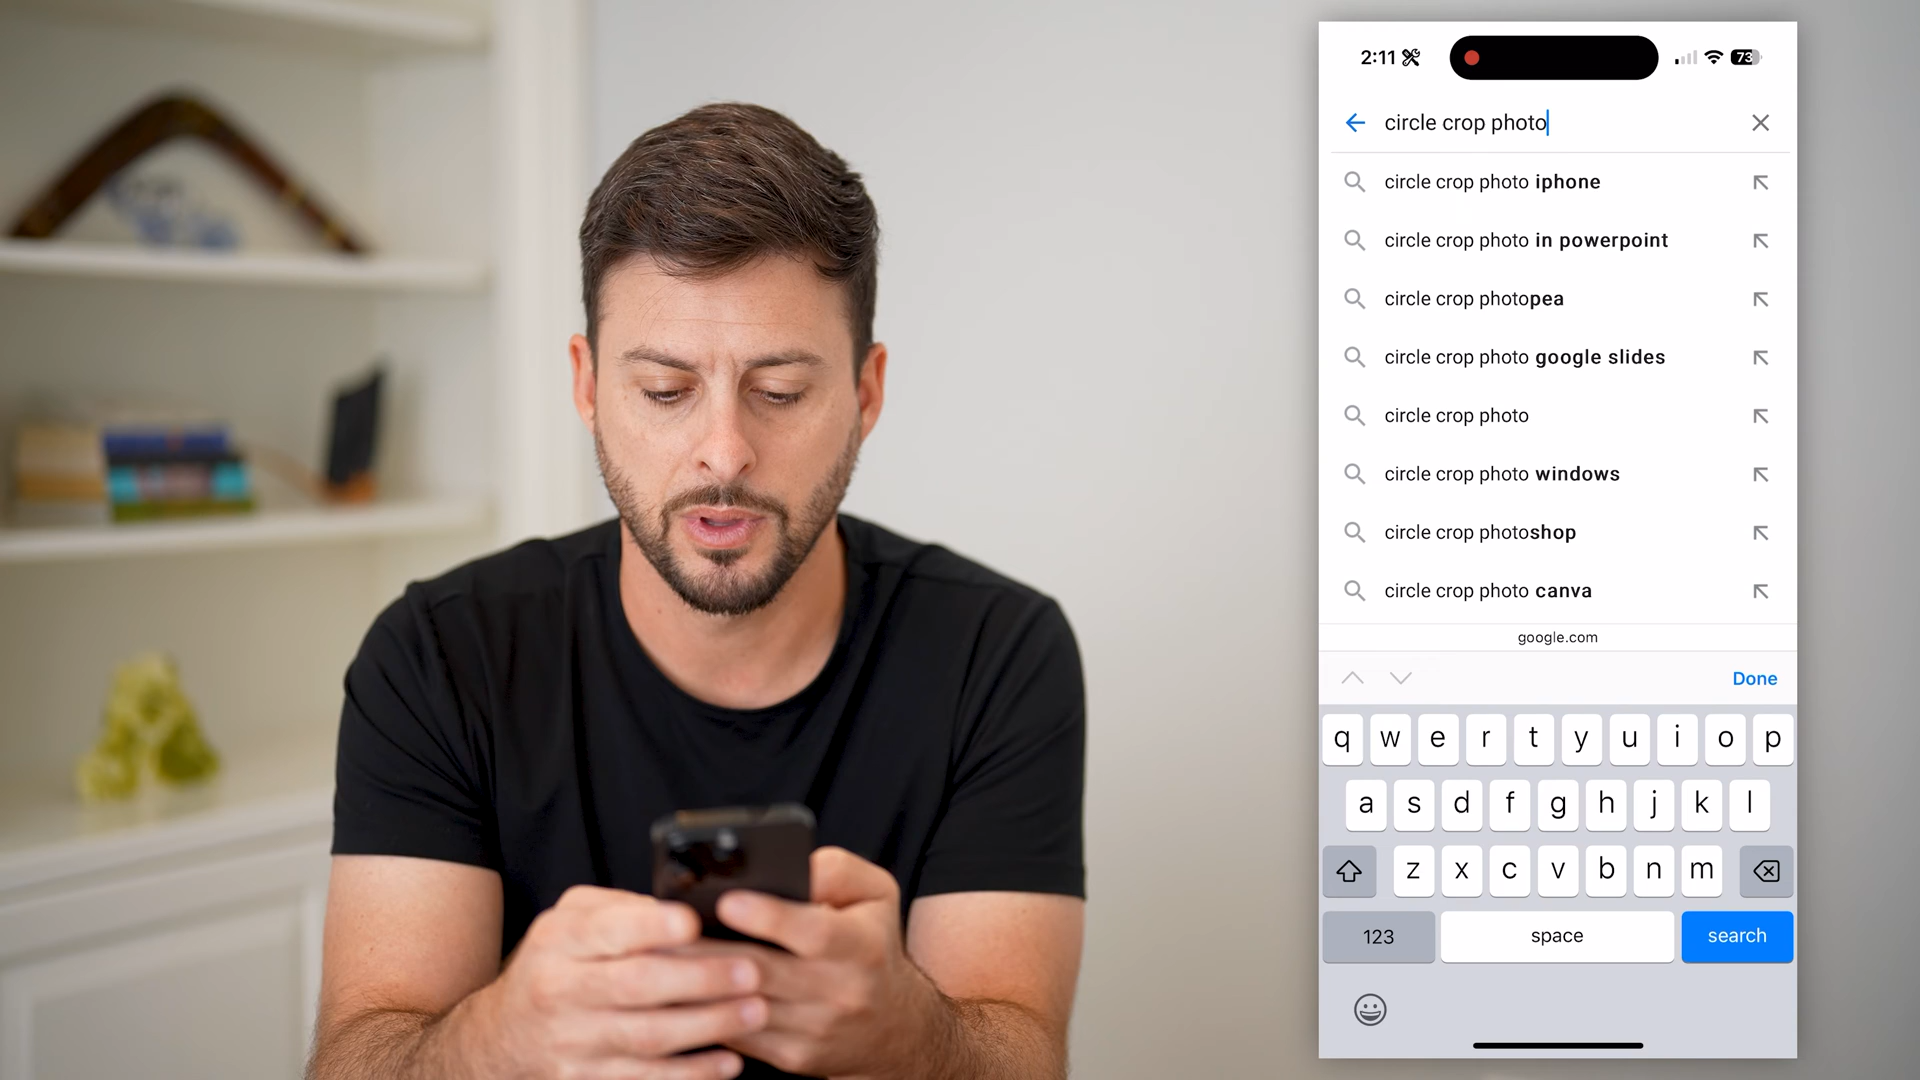 2:11
73
circle crop photo
circle crop photo iphone
circle crop photo in powerpoint
circle crop photopea
circle crop photo google slides
circle crop photo
circle crop photo windows
circle crop photoshop
circle crop photo canva
google.com
Done
q w e r t y u i o p
a s d f g h j k l
z x c v b n m
123 space search